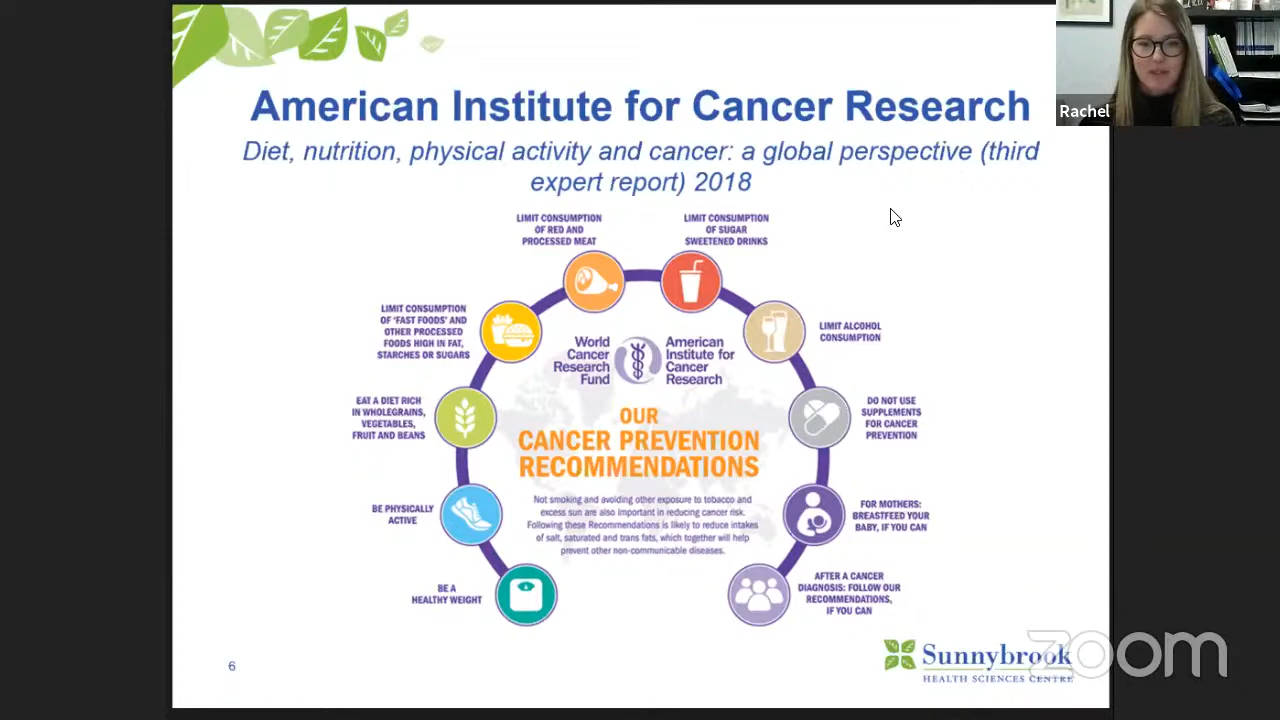 American Institute for Cancer Research
Diet, nutrition, physical activity and cancer: a global perspective (third
expert report) 2018
Rachel
LIMIT CONSUMPTION
OF RED AND
PROCESSED MEAT
LIMIT CONSUMPTION
OF SUGAR
SWEETENED DRINKS
LIMIT CONSUMPTION
OF 'FAST FOODS' AND
OTHER PROCESSED
FOODS HIGH IN FAT,
STARCHES OR SUGARS
LIMIT ALCOHOL
CONSUMPTION
World
Cancer
Research
Fund
American
Institute for
Cancer
Research
EAT A DIET RICH
IN WHOLEGRAINS,
VEGETABLES,
FRUIT AND BEANS
DO NOT USE
SUPPLEMENTS
FOR CANCER
PREVENTION
OUR
CANCER PREVENTION
RECOMMENDATIONS
Not smoking and avoiding other exposure to tobacco and
excess sun are also important in reducing cancer risk.
Following these Recommendations is likely to reduce intakes
of salt, saturated and trans fats, which together will help
prevent other non-communicable diseases.
BE PHYSICALLY
ACTIVE
FOR MOTHERS:
BREASTFEED YOUR
BABY, IF YOU CAN
BE A
HEALTHY WEIGHT
AFTER A CANCER
DIAGNOSIS: FOLLOW OUR
RECOMMENDATIONS,
IF YOU CAN
6
Sunnybrook
HEALTH SCIENCES CENTRE
zoom